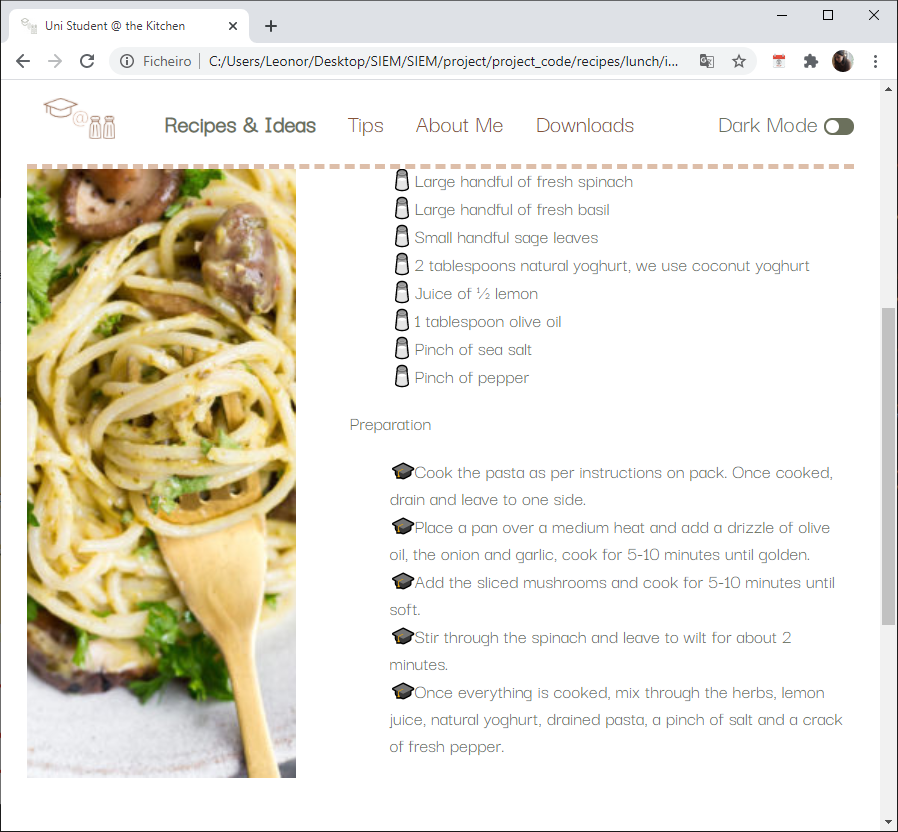 Uni Student @ the Kitchen
Ficheiro
C:/Users/Leonor/Desktop/SIEM/SIEM/project/project_code/recipes/lunch/i...
@
Recipes & Ideas
Tips
About Me
Downloads
Dark Mode
Large handful of fresh spinach
Large handful of fresh basil
Small handful sage leaves
2 tablespoons natural yoghurt, we use coconut yoghurt
Juice of ½ lemon
1 tablespoon olive oil
Pinch of sea salt
Pinch of pepper
Preparation
Cook the pasta as per instructions on pack. Once cooked,
drain and leave to one side.
Place a pan over a medium heat and add a drizzle of olive
oil, the onion and garlic, cook for 5-10 minutes until golden.
Add the sliced mushrooms and cook for 5-10 minutes until
soft.
Stir through the spinach and leave to wilt for about 2
minutes.
Once everything is cooked, mix through the herbs, lemon
juice, natural yoghurt, drained pasta, a pinch of salt and a crack
of fresh pepper.